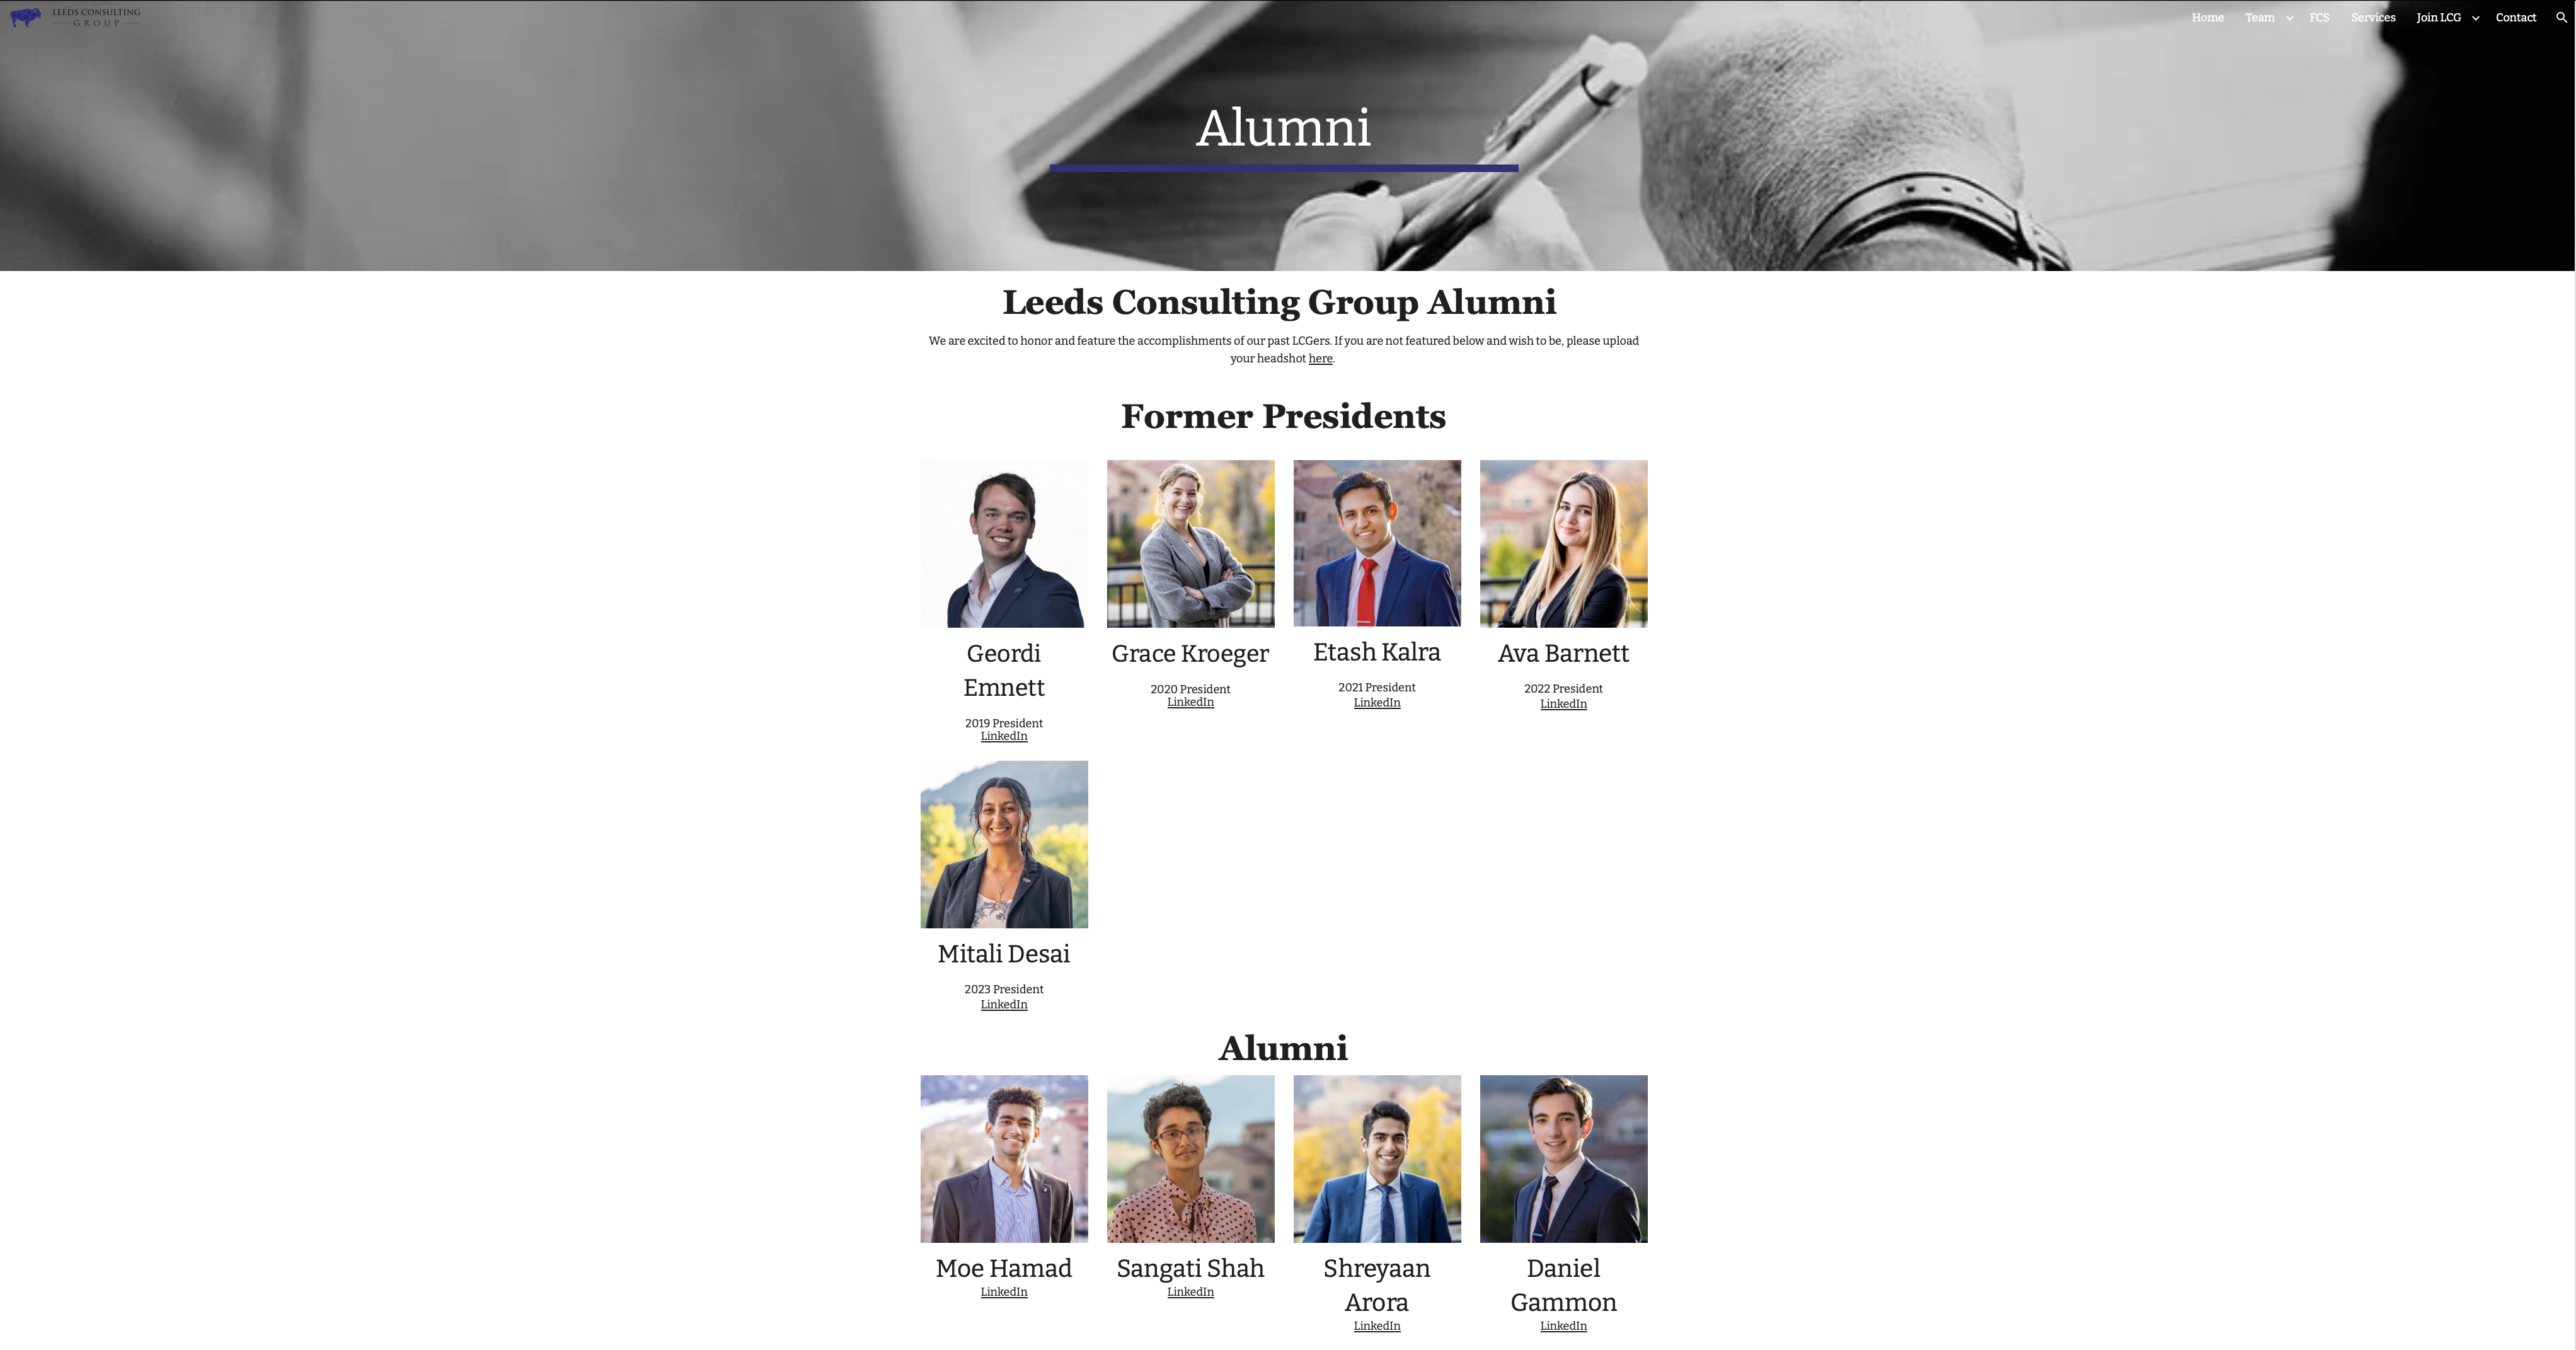 LEEDS CONSULTING
GROUP
Home Team FCS Services Join LCG Contact
Alumni
Leeds Consulting Group Alumni
We are excited to honor and feature the accomplishments of our past LCGers. If you are not featured below and wish to be, please upload
your headshot here.
Former Presidents
Geordi
Emnett
2019 President
LinkedIn
Grace Kroeger
2020 President
LinkedIn
Etash Kalra
2021 President
LinkedIn
Ava Barnett
2022 President
LinkedIn
Mitali Desai
2023 President
LinkedIn
Alumni
Moe Hamad
LinkedIn
Sangati Shah
LinkedIn
Shreyaan
Arora
LinkedIn
Daniel
Gammon
LinkedIn